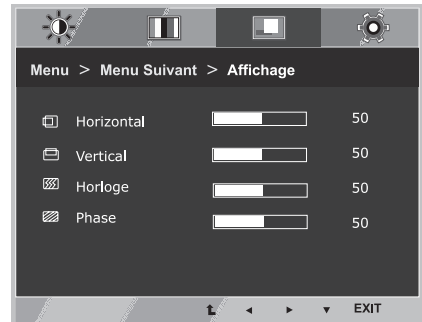 Menu > Menu Suivant > Affichage
Horizontal 50
Vertical 50
Horloge 50
Phase 50
EXIT